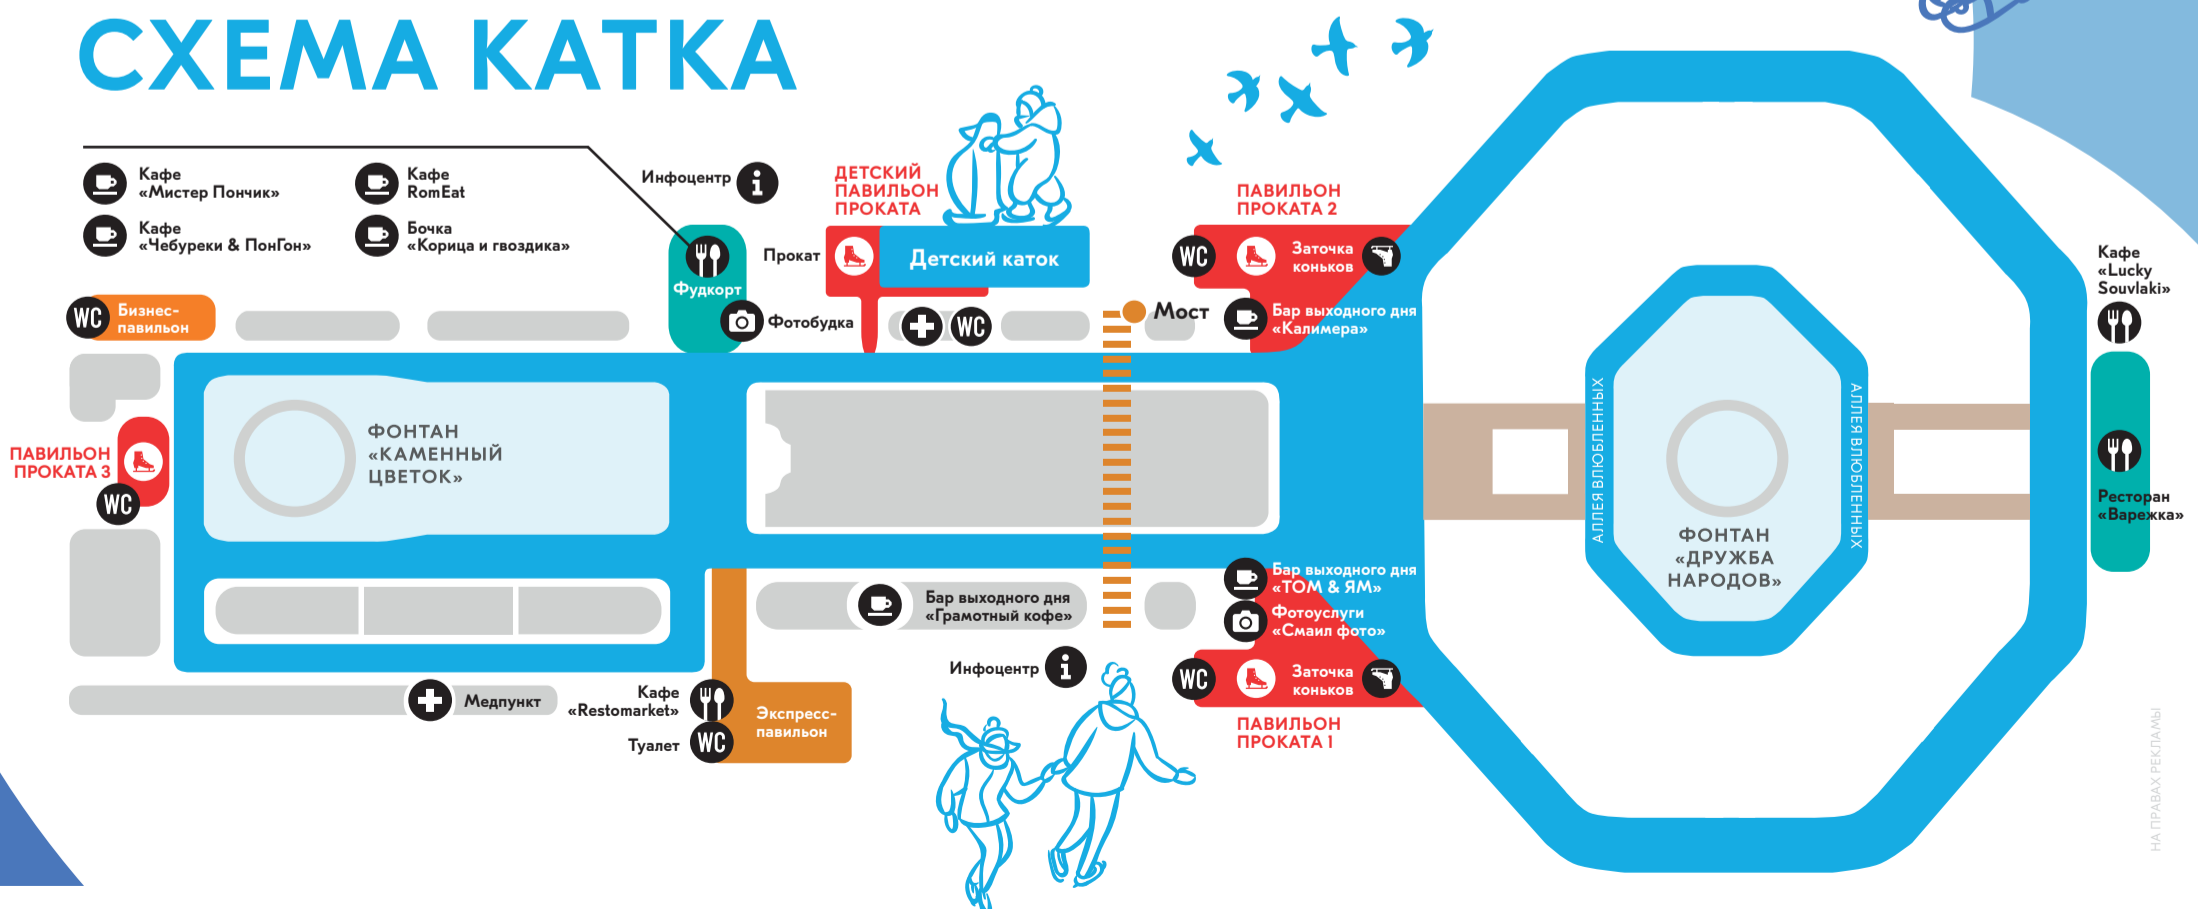 СХЕМА КАТКА
Кафе
«Мистер Пончик»
Кафе
RomEat
Кафе
«Чебуреки & ПонГон»
Бочка
«Корица и гвоздика»
Инфоцентр
Фудкорт
Фотобудка
ДЕТСКИЙ
ПАВИЛЬОН
ПРОКАТА
Прокат
Детский каток
WC
Мост
ПАВИЛЬОН
ПРОКАТА 2
WC
Заточка
коньков
Бар выходного дня
«Калимера»
Кафе
«Lucky
Souvlaki»
WC
Бизнес-
павильон
ПАВИЛЬОН
ПРОКАТА 3
WC
ФОНТАН
«КАМЕННЫЙ
ЦВЕТОК»
АЛЛЕЯ ВЛЮБЛЕННЫХ
АЛЛЕЯ ВЛЮБЛЕННЫХ
ФОНТАН
«ДРУЖБА
НАРОДОВ»
Ресторан
«Варежка»
Бар выходного дня
«Грамотный кофе»
Бар выходного дня
«ТОМ & ЯМ»
Фотоуслуги
«Смаил фото»
WC
Заточка
коньков
ПАВИЛЬОН
ПРОКАТА 1
Инфоцентр
Медпункт
Кафе
«Restomarket»
Туалет
WC
Экспресс-
павильон
НА ПРАВАХ РЕКЛАМЫ